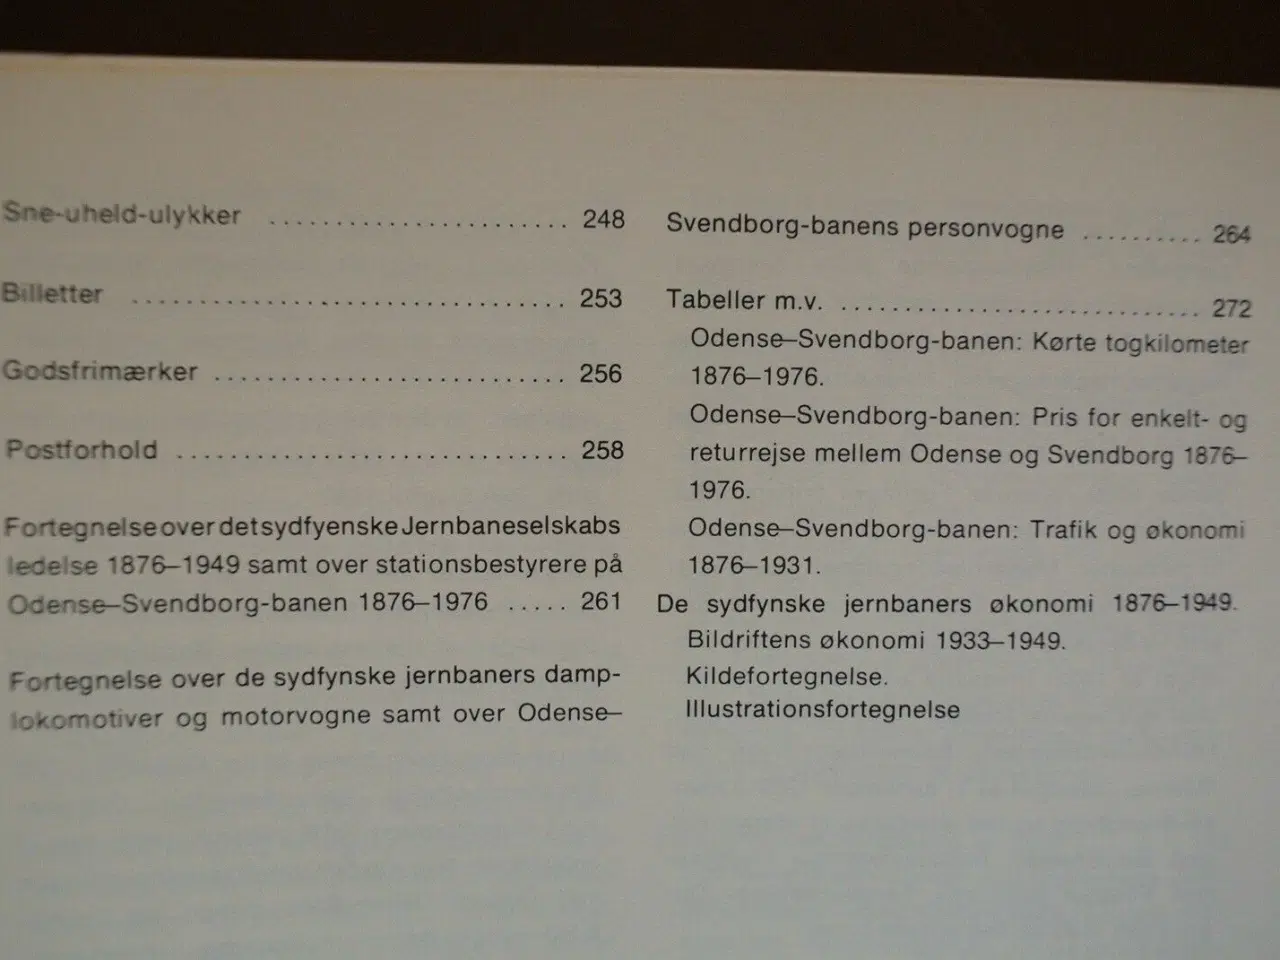 Sne-uheld-ulykker ....................... 248
Billetter ................................. 253
Godsfrimærker ........................... 256
Postforhold .............................. 258
Fortegnelse over det sydfyenske Jernbaneselskabs
ledelse 1876–1949 samt over stationsbestyrere på
Odense–Svendborg-banen 1876–1976 ..... 261
Fortegnelse over de sydfynske jernbaners damp-
lokomotiver og motorvogne samt over Odense–
Svendborg-banens personvogne .......... 264
Tabeller m.v. ............................. 272
Odense–Svendborg-banen: Kørte togkilometer
1876–1976.
Odense–Svendborg-banen: Pris for enkelt- og
returrejse mellem Odense og Svendborg 1876–
1976.
Odense–Svendborg-banen: Trafik og økonomi
1876–1931.
De sydfynske jernbaners økonomi 1876–1949.
Bildriftens økonomi 1933–1949.
Kildefortegnelse.
Illustrationsfortegnelse